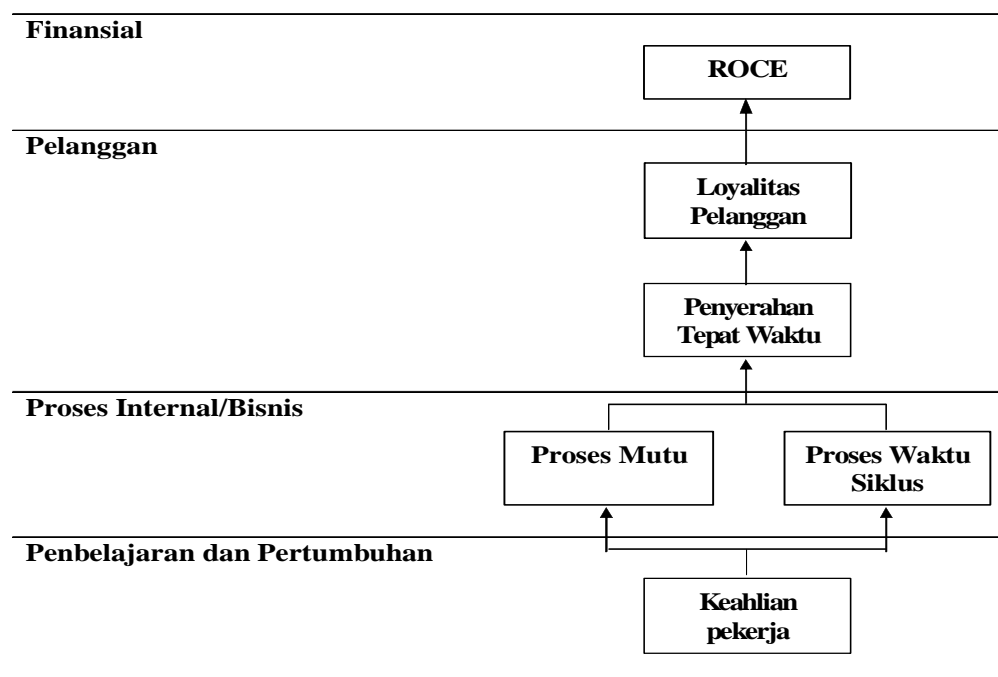 Finansial
ROCE
Pelanggan
Loyalitas
Pelanggan
Penyerahan
Tepat Waktu
Proses Internal/Bisnis
Proses Mutu
Proses Waktu
Siklus
Penbelajaran dan Pertumbuhan
Keahlian
pekerja